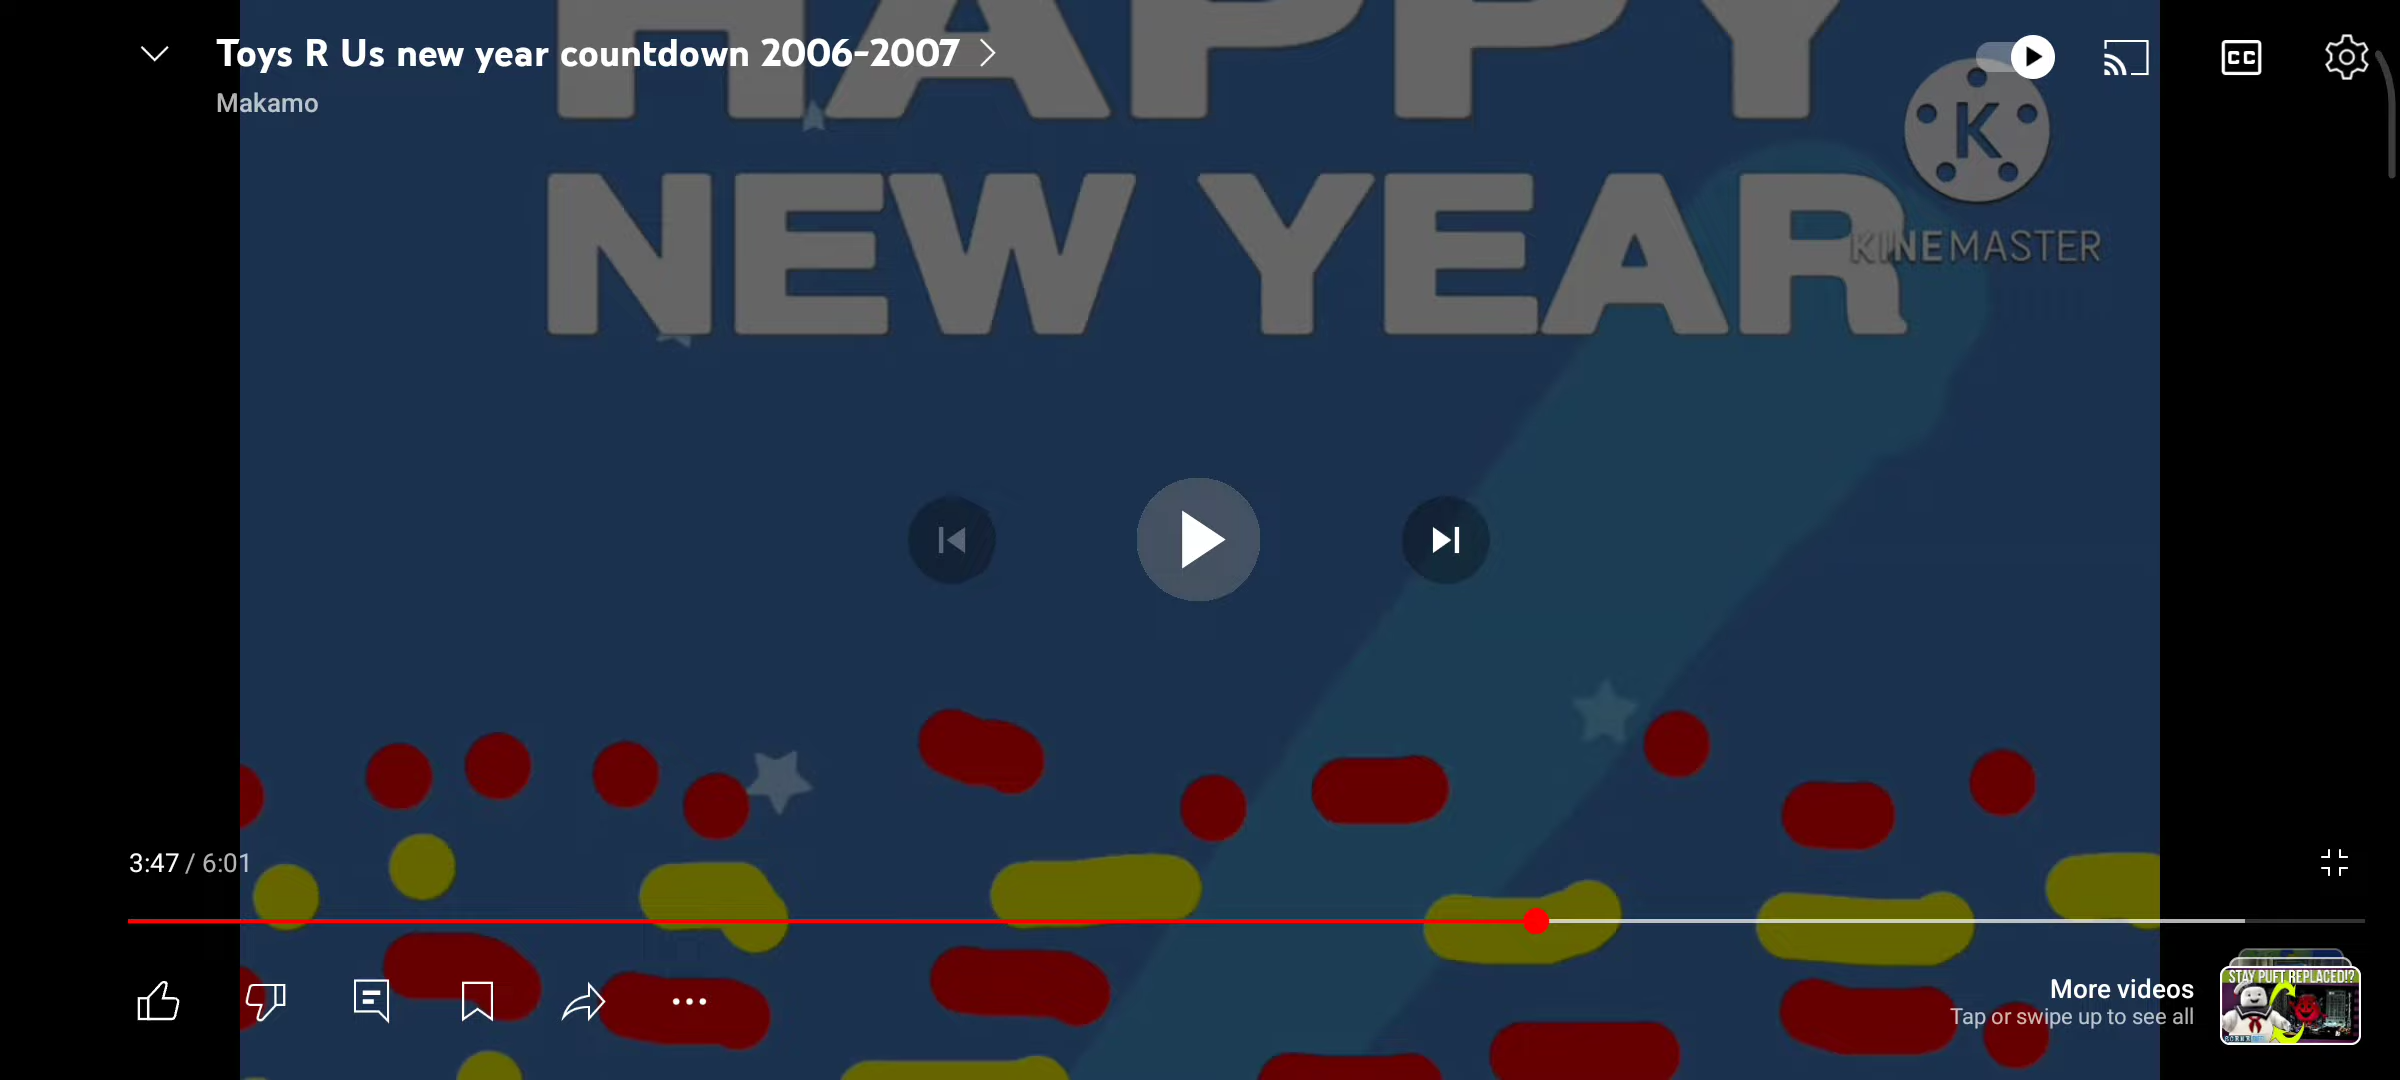 Toys R Us new year countdown 2006-2007
Makamo
CC
HAPPY
NEW YEAR
K
KINEMASTER
3:47 / 6:01
More videos
Tap or swipe up to see all
STAY PUFT REPLACED!?